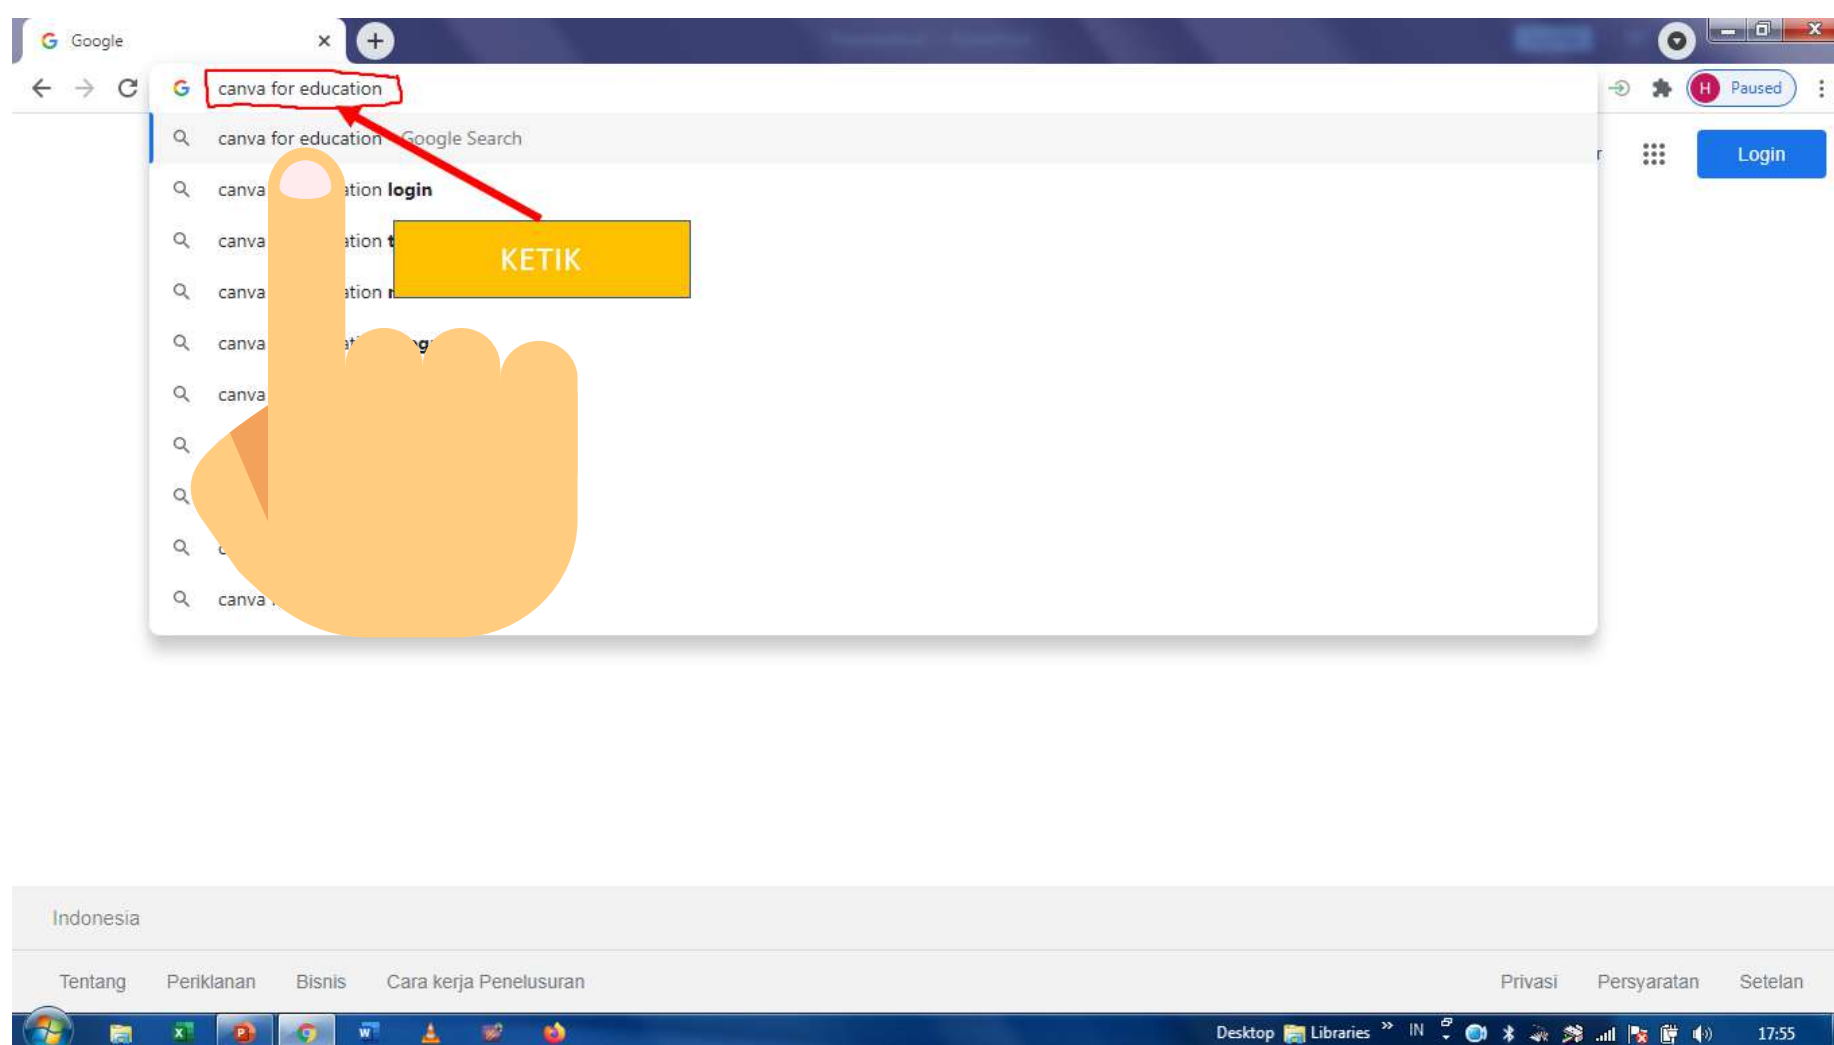 Google
canva for education
Paused
canva for education Google Search
Login
canva ation login
canva ation
KETIK
canva ation
canva
canva
canva
Indonesia
Tentang Periklanan Bisnis Cara kerja Penelusuran Privasi Persyaratan Setelan
Desktop Libraries » IN 17:55